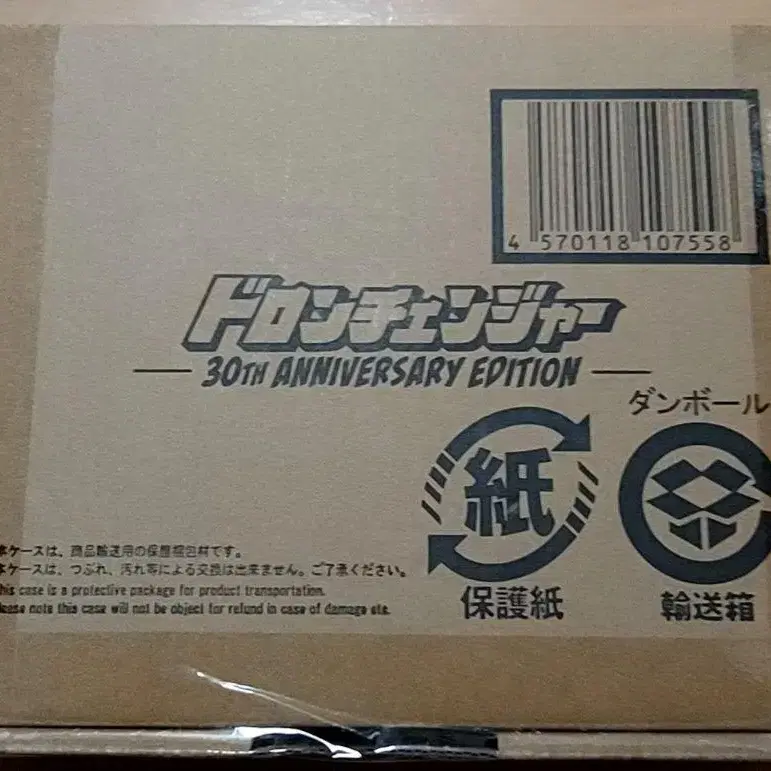 4 570118 107558
ドロンチェンジャー
30TH ANNIVERSARY EDITION
ダンボール
紙
本ケースは、商品輸送用の保護梱包材です。
本ケースは、つぶれ、汚れ等による交換は出来ません。ご了承ください。
This case is a protective package for product transportation.
Please note this case will not be object for refund in case of damage etc.
保護紙
輸送箱